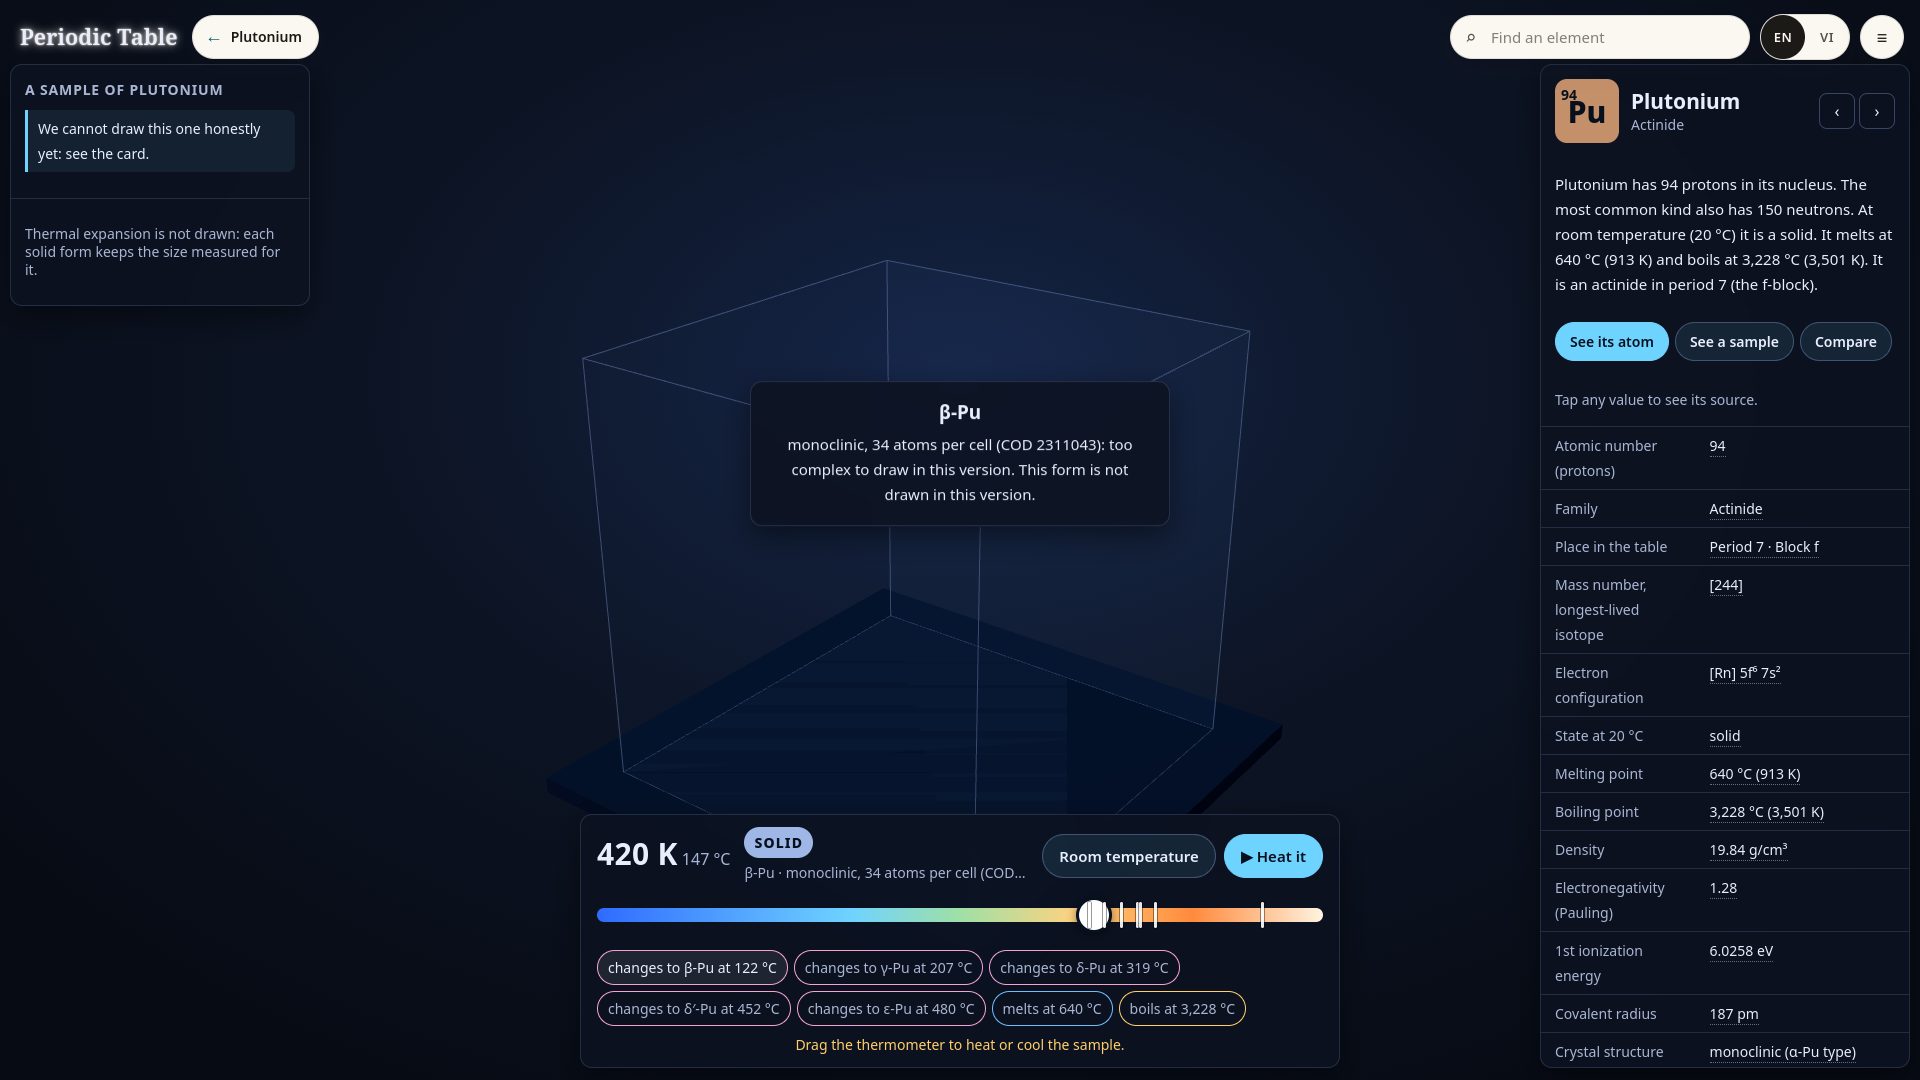 Periodic Table
← Plutonium
Find an element
EN
VI
≡
A SAMPLE OF PLUTONIUM
We cannot draw this one honestly
yet: see the card.
Thermal expansion is not drawn: each
solid form keeps the size measured for
it.
β-Pu
monoclinic, 34 atoms per cell (COD 2311043): too
complex to draw in this version. This form is not
drawn in this version.
420 K 147 °C
SOLID
β-Pu · monoclinic, 34 atoms per cell (COD…
Room temperature
▶ Heat it
changes to β-Pu at 122 °C
changes to γ-Pu at 207 °C
changes to δ-Pu at 319 °C
changes to δ′-Pu at 452 °C
changes to ε-Pu at 480 °C
melts at 640 °C
boils at 3,228 °C
Drag the thermometer to heat or cool the sample.
94
Pu
Plutonium
Actinide
‹
›
Plutonium has 94 protons in its nucleus. The
most common kind also has 150 neutrons. At
room temperature (20 °C) it is a solid. It melts at
640 °C (913 K) and boils at 3,228 °C (3,501 K). It
is an actinide in period 7 (the f-block).
See its atom
See a sample
Compare
Tap any value to see its source.
Atomic number
(protons)
94
Family
Actinide
Place in the table
Period 7 · Block f
Mass number,
longest-lived
isotope
[244]
Electron
configuration
[Rn] 5f⁶ 7s²
State at 20 °C
solid
Melting point
640 °C (913 K)
Boiling point
3,228 °C (3,501 K)
Density
19.84 g/cm³
Electronegativity
(Pauling)
1.28
1st ionization
energy
6.0258 eV
Covalent radius
187 pm
Crystal structure
monoclinic (α-Pu type)